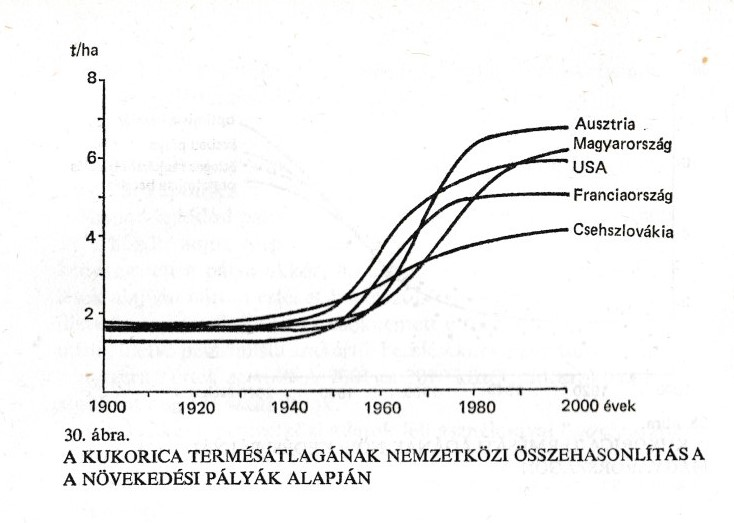 t/ha
8
6
4
2
Ausztria
Magyarország
USA
Franciaország
Csehszlovákia
1900 1920 1940 1960 1980 2000 évek
30. ábra.
A KUKORICA TERMÉSÁTLAGÁNAK NEMZETKÖZI ÖSSZEHASONLÍTÁSA
A NÖVEKEDÉSI PÁLYÁK ALAPJÁN